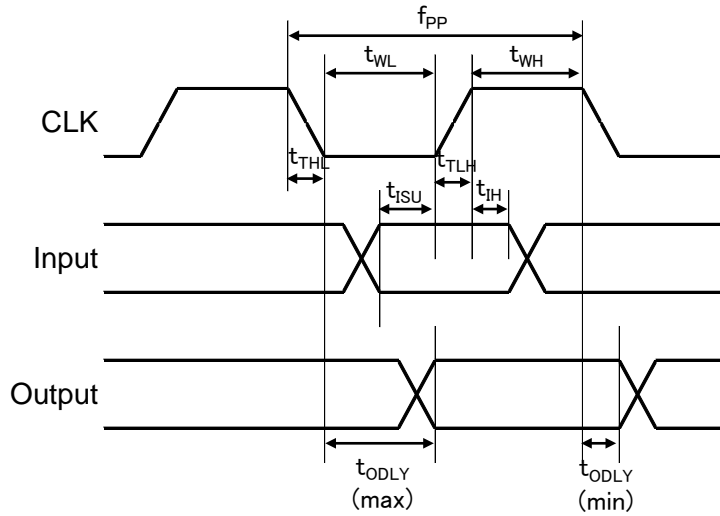 fPP
tWL
tWH
CLK
tTHL
tTLH
tISU
tIH
Input
Output
tODLY
(max)
tODLY
(min)